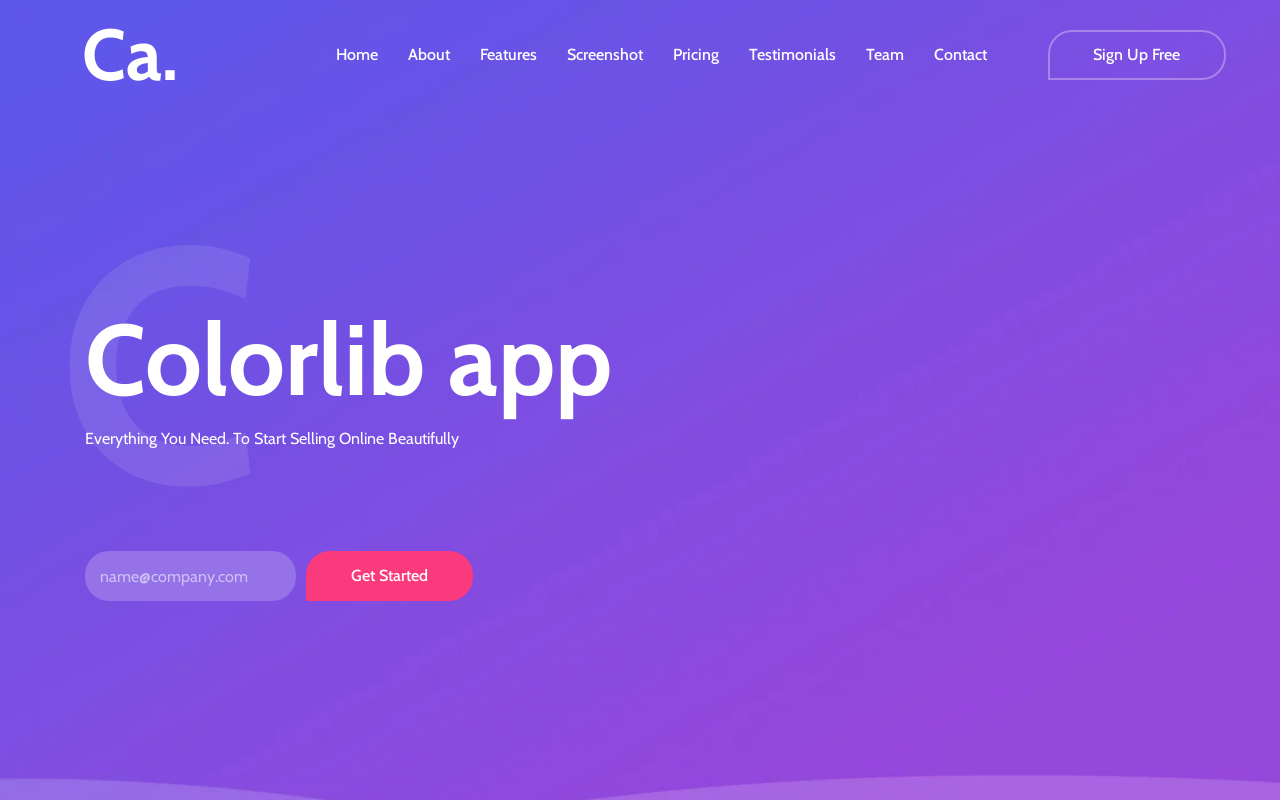 Ca.
Home About Features Screenshot Pricing Testimonials Team Contact Sign Up Free
C
Colorlib app
Everything You Need. To Start Selling Online Beautifully
name@company.com Get Started